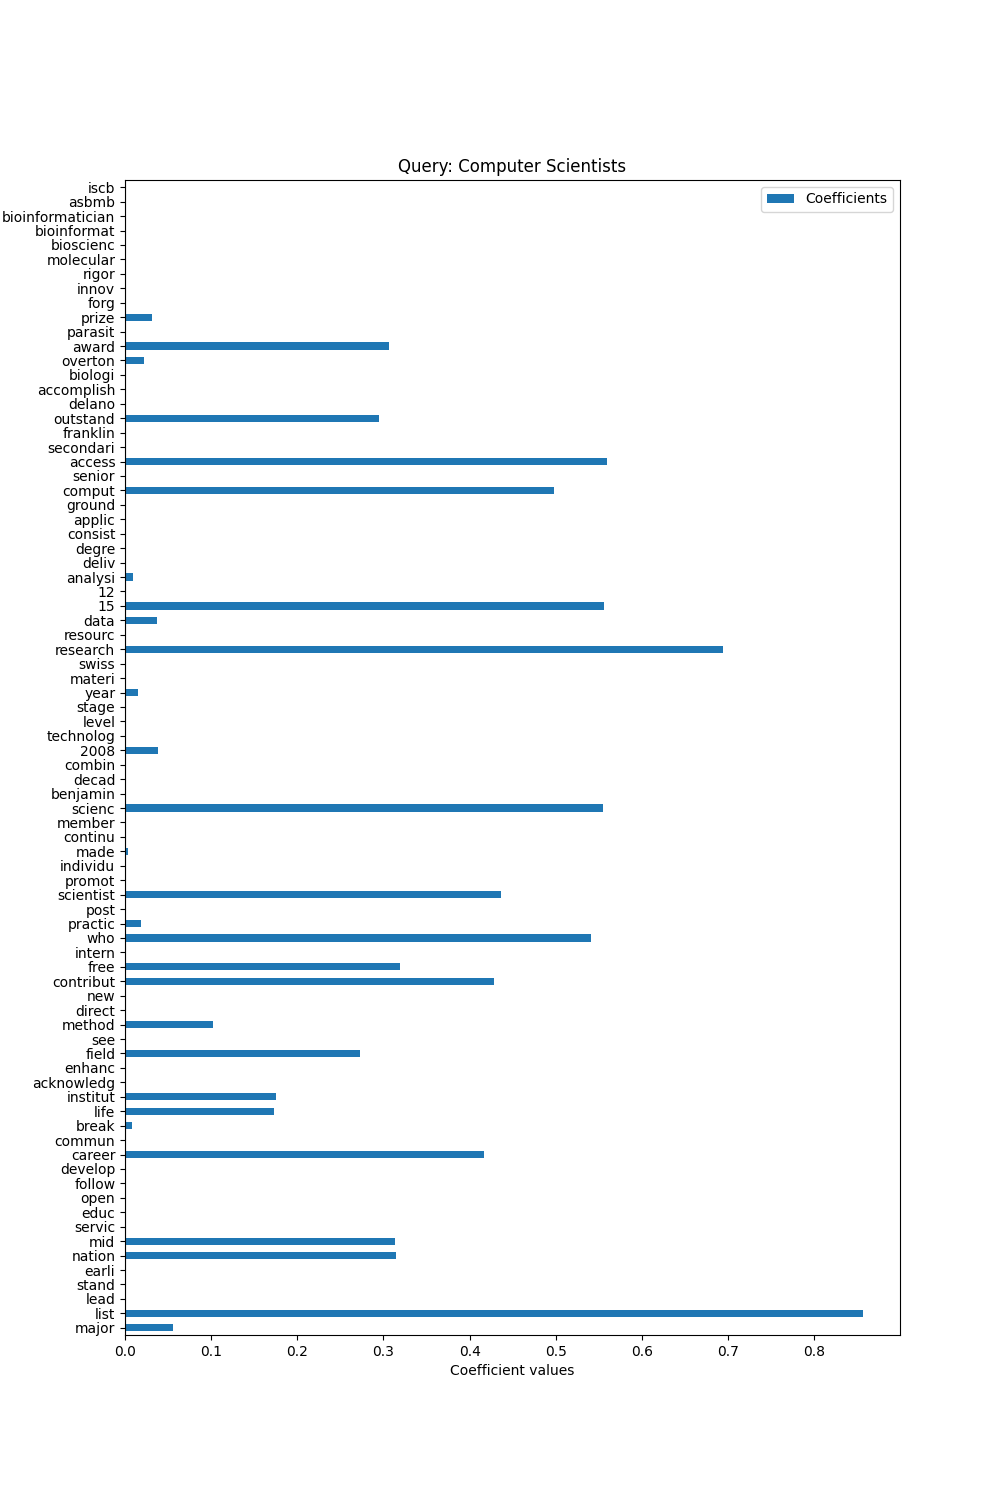 Query: Computer Scientists
Coefficients
iscb
asbmb
bioinformatician
bioinformat
bioscienc
molecular
rigor
innov
forg
prize
parasit
award
overton
biologi
accomplish
delano
outstand
franklin
secondari
access
senior
comput
ground
applic
consist
degre
deliv
analysi
12
15
data
resourc
research
swiss
materi
year
stage
level
technolog
2008
combin
decad
benjamin
scienc
member
continu
made
individu
promot
scientist
post
practic
who
intern
free
contribut
new
direct
method
see
field
enhanc
acknowledg
institut
life
break
commun
career
develop
follow
open
educ
servic
mid
nation
earli
stand
lead
list
major
0.0 0.1 0.2 0.3 0.4 0.5 0.6 0.7 0.8
Coefficient values